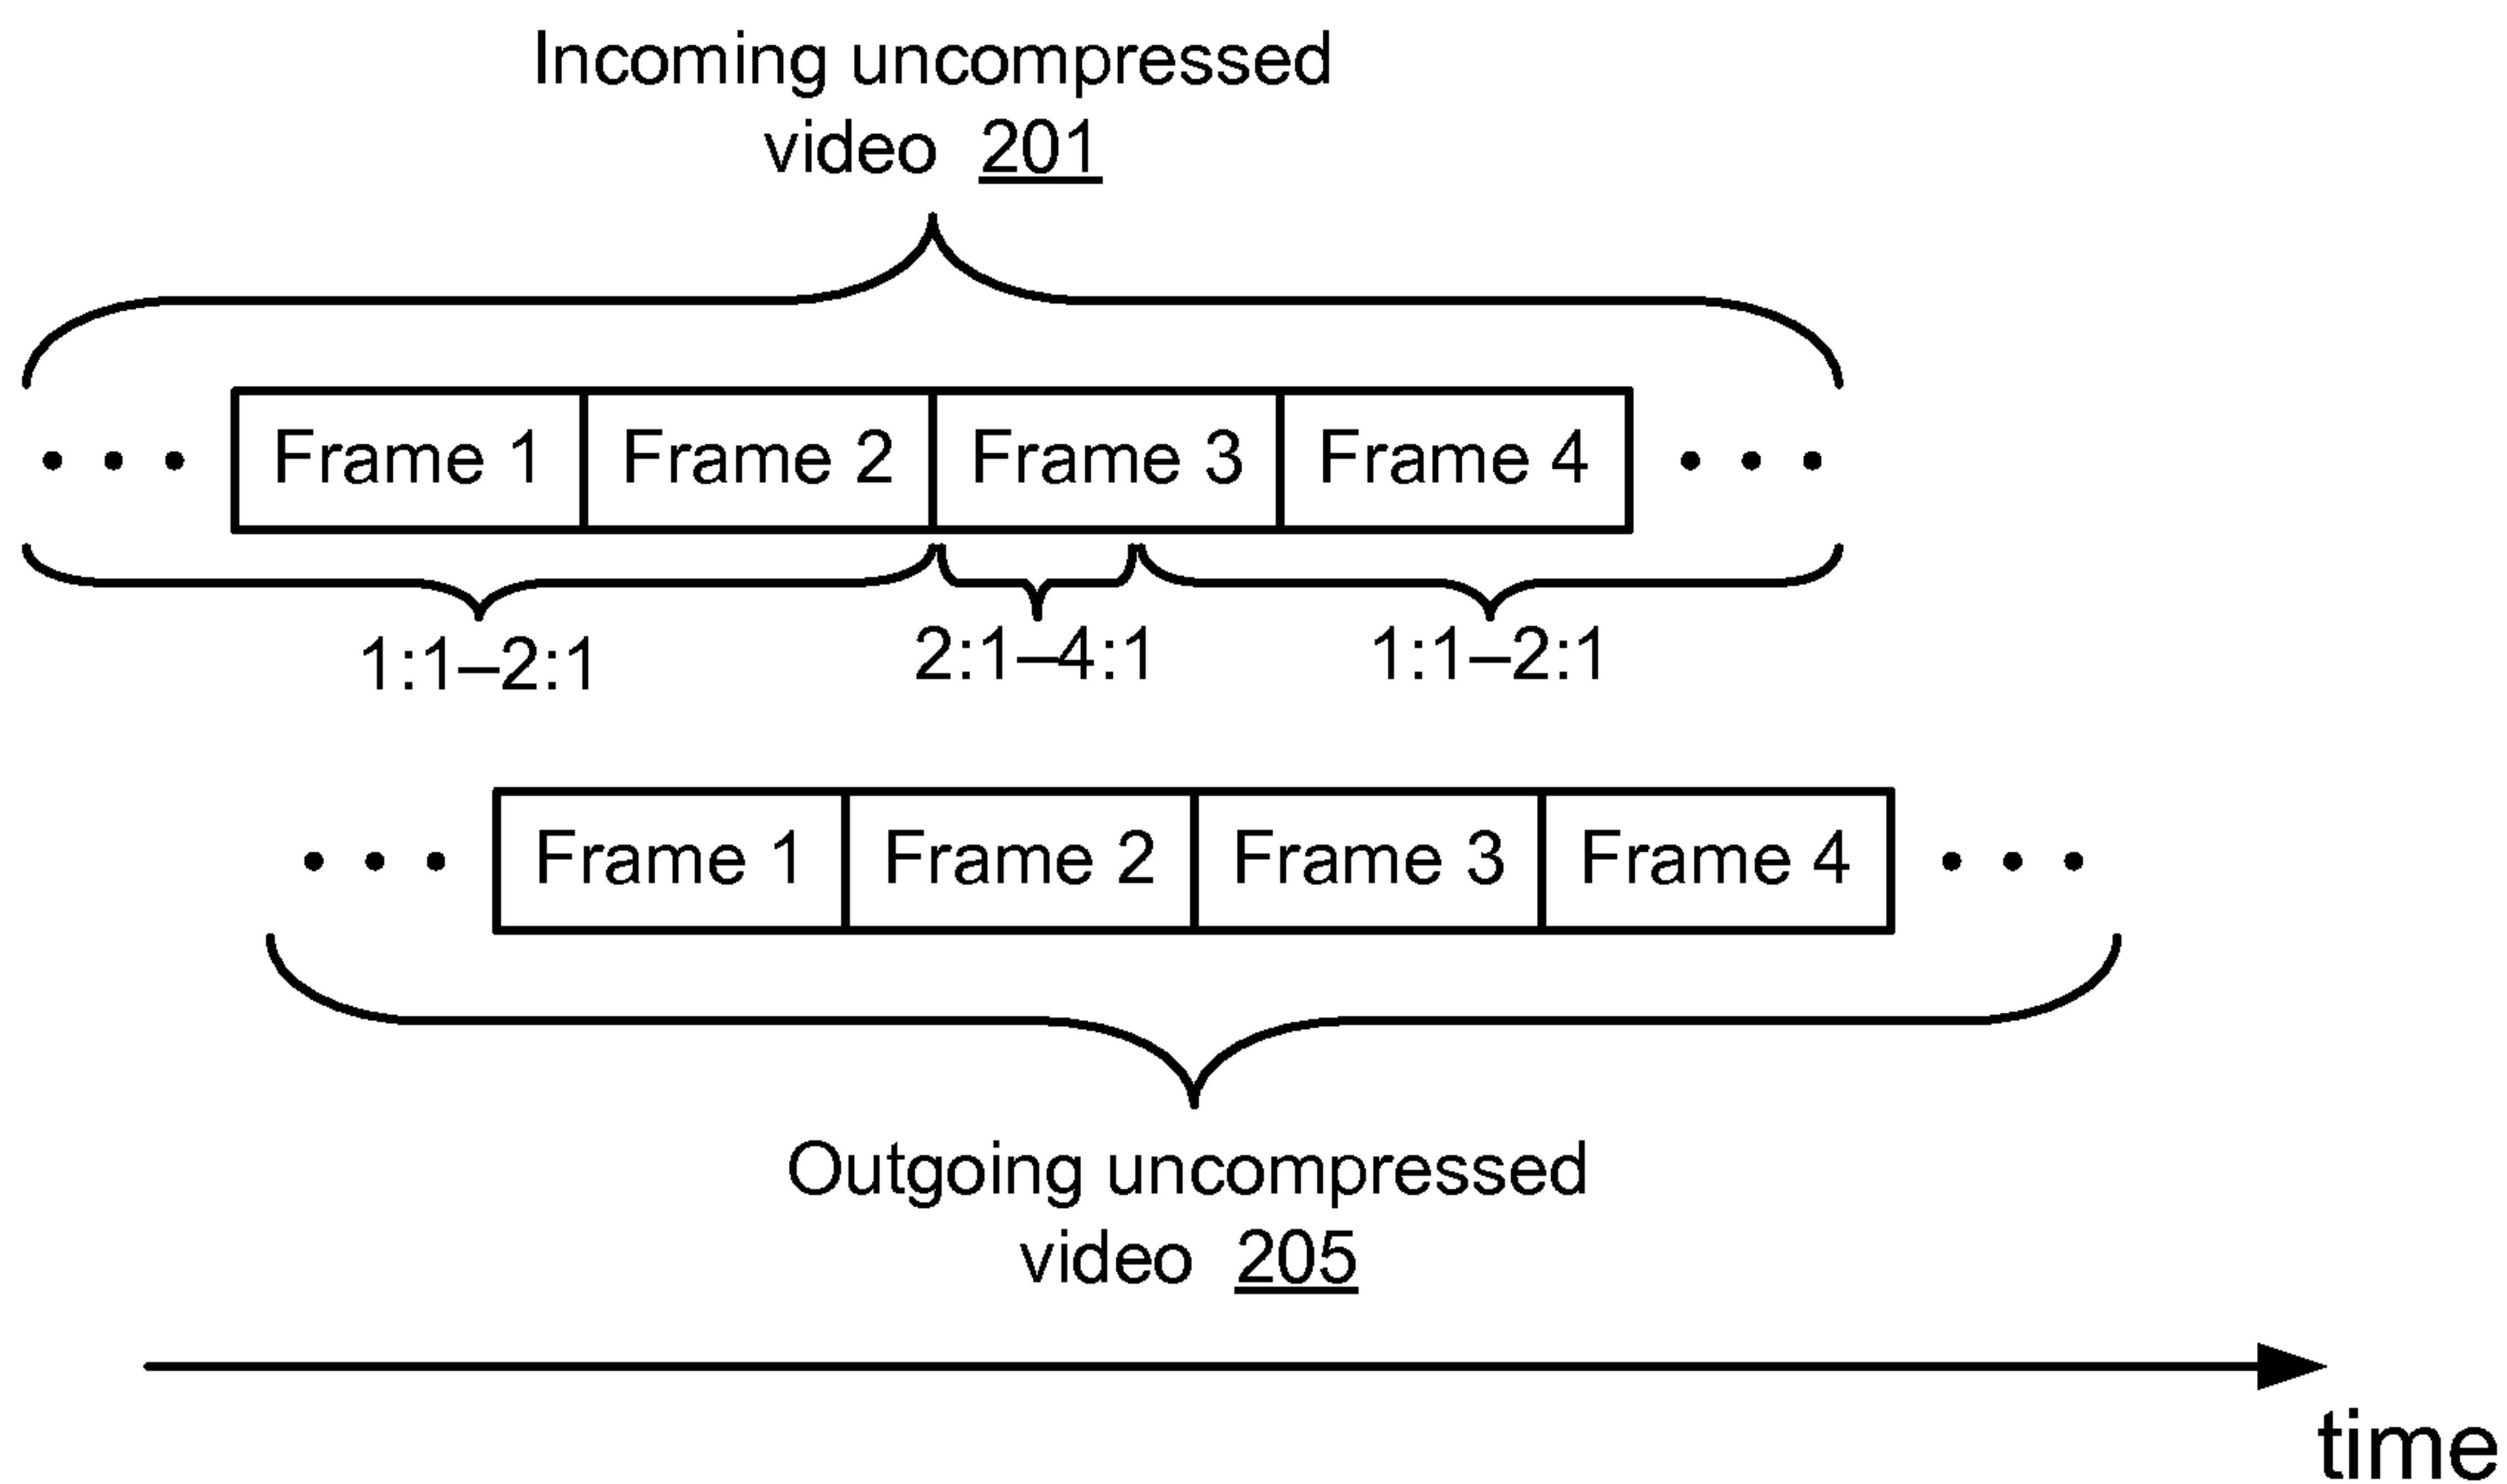 Incoming uncompressed
video 201
• • • Frame 1 Frame 2 Frame 3 Frame 4 • • •
1:1–2:1 2:1–4:1 1:1–2:1
• • • Frame 1 Frame 2 Frame 3 Frame 4 • • •
Outgoing uncompressed
video 205
time